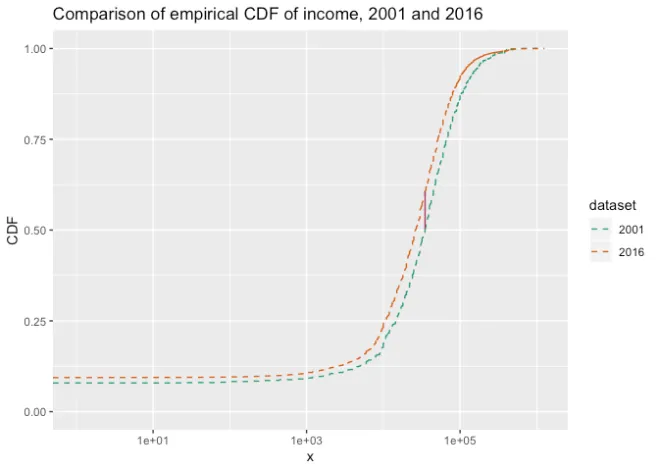 Comparison of empirical CDF of income, 2001 and 2016
1.00
0.75
0.50
0.25
0.00
CDF
1e+01
1e+03
1e+05
x
dataset
2001
2016